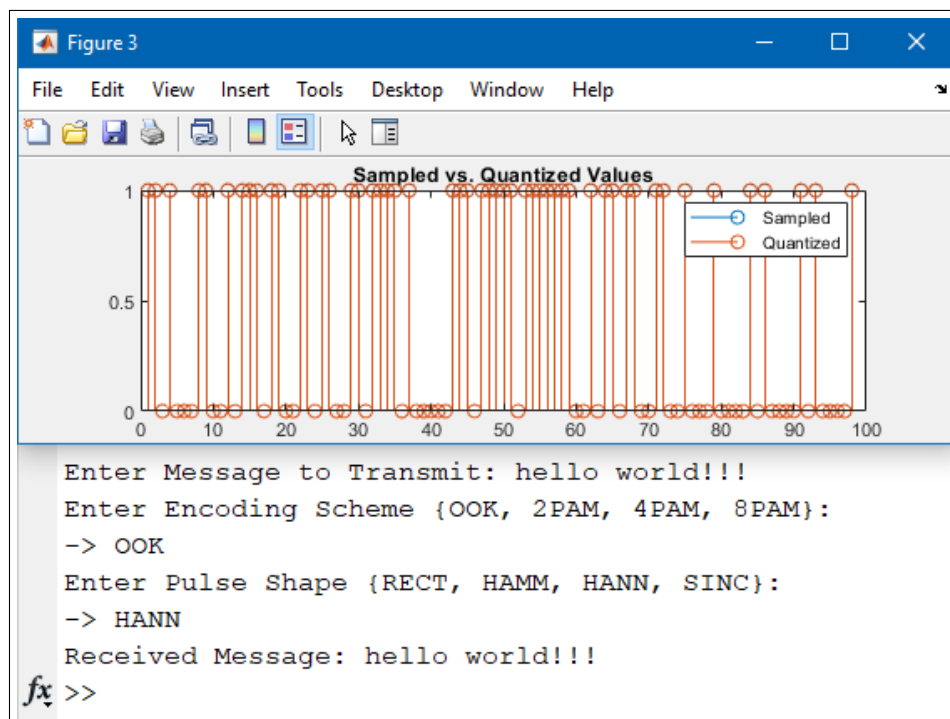 Figure 3
File Edit View Insert Tools Desktop Window Help
Sampled vs. Quantized Values
1
0.5
0
0 10 20 30 40 50 60 70 80 90 100
Sampled
Quantized
Enter Message to Transmit: hello world!!!
Enter Encoding Scheme {OOK, 2PAM, 4PAM, 8PAM}:
-> OOK
Enter Pulse Shape {RECT, HAMM, HANN, SINC}:
-> HANN
Received Message: hello world!!!
fx >>